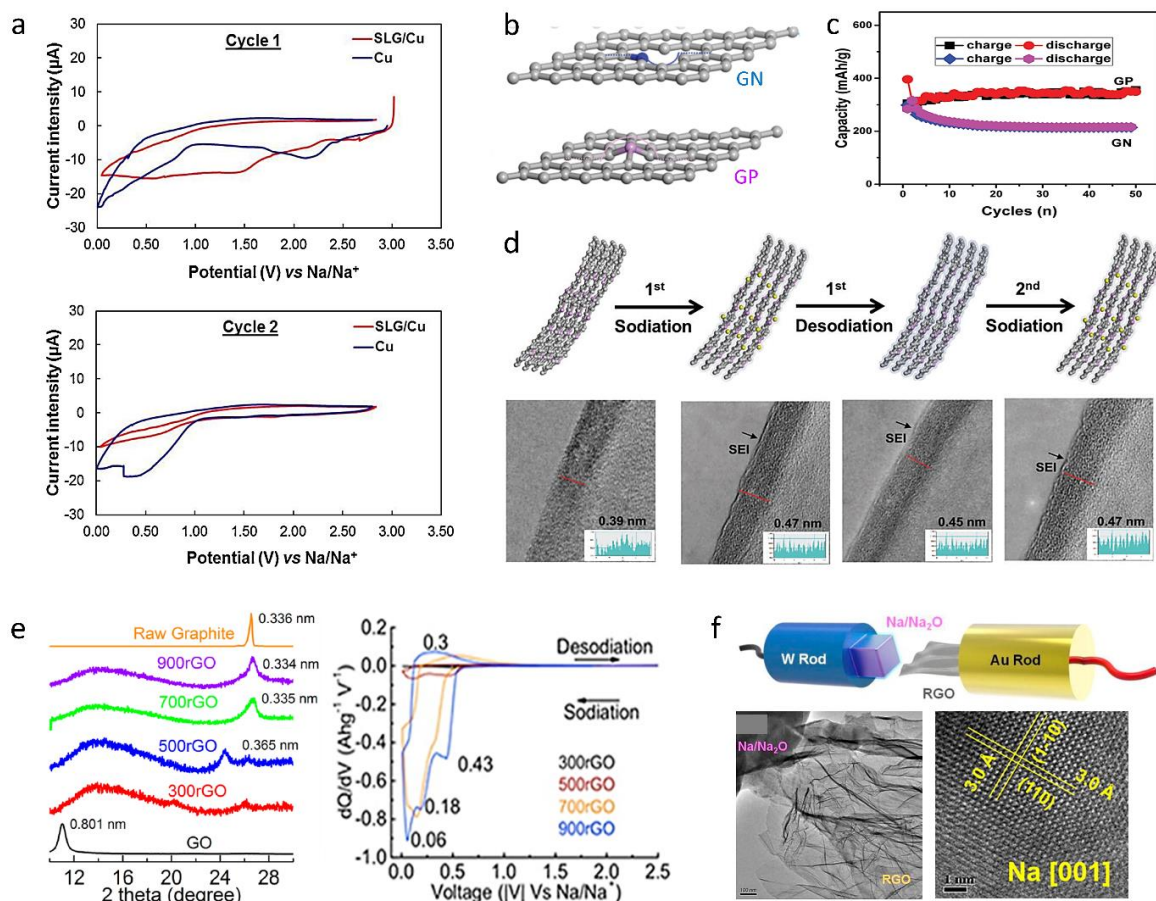 a
Cycle 1
SLG/Cu
Cu
Current intensity (µA)
30
20
10
0
-10
-20
-30
0.00 0.50 1.00 1.50 2.00 2.50 3.00 3.50
Potential (V) vs Na/Na⁺
Cycle 2
SLG/Cu
Cu
Current intensity (µA)
30
20
10
0
-10
-20
-30
0.00 0.50 1.00 1.50 2.00 2.50 3.00 3.50
Potential (V) vs Na/Na⁺
b
GN
GP
c
Capacity (mAh/g)
600
400
200
0
charge discharge
charge discharge
GP
GN
0 10 20 30 40 50
Cycles (n)
d
1st
Sodiation
1st
Desodiation
2nd
Sodiation
0.39 nm
SEI
0.47 nm
SEI
0.45 nm
SEI
0.47 nm
e
Raw Graphite
0.336 nm
900rGO
0.334 nm
700rGO
0.335 nm
500rGO
0.365 nm
300rGO
0.801 nm
GO
10 12 16 20 24 28
2 theta (degree)
dQ/dV (Ahg⁻¹ V⁻¹)
0.2
0.0
-0.2
-0.4
-0.6
-0.8
-1.0
0.3
Desodiation
Sodiation
0.43
0.18
0.06
300rGO
500rGO
700rGO
900rGO
0.0 0.5 1.0 1.5 2.0 2.5
Voltage (|V| Vs Na/Na⁺)
f
Na/Na₂O
W Rod
RGO
Au Rod
Na/Na₂O
RGO
100 nm
3.0 Å
(1-10)
3.0 Å
(110)
Na [001]
1 nm